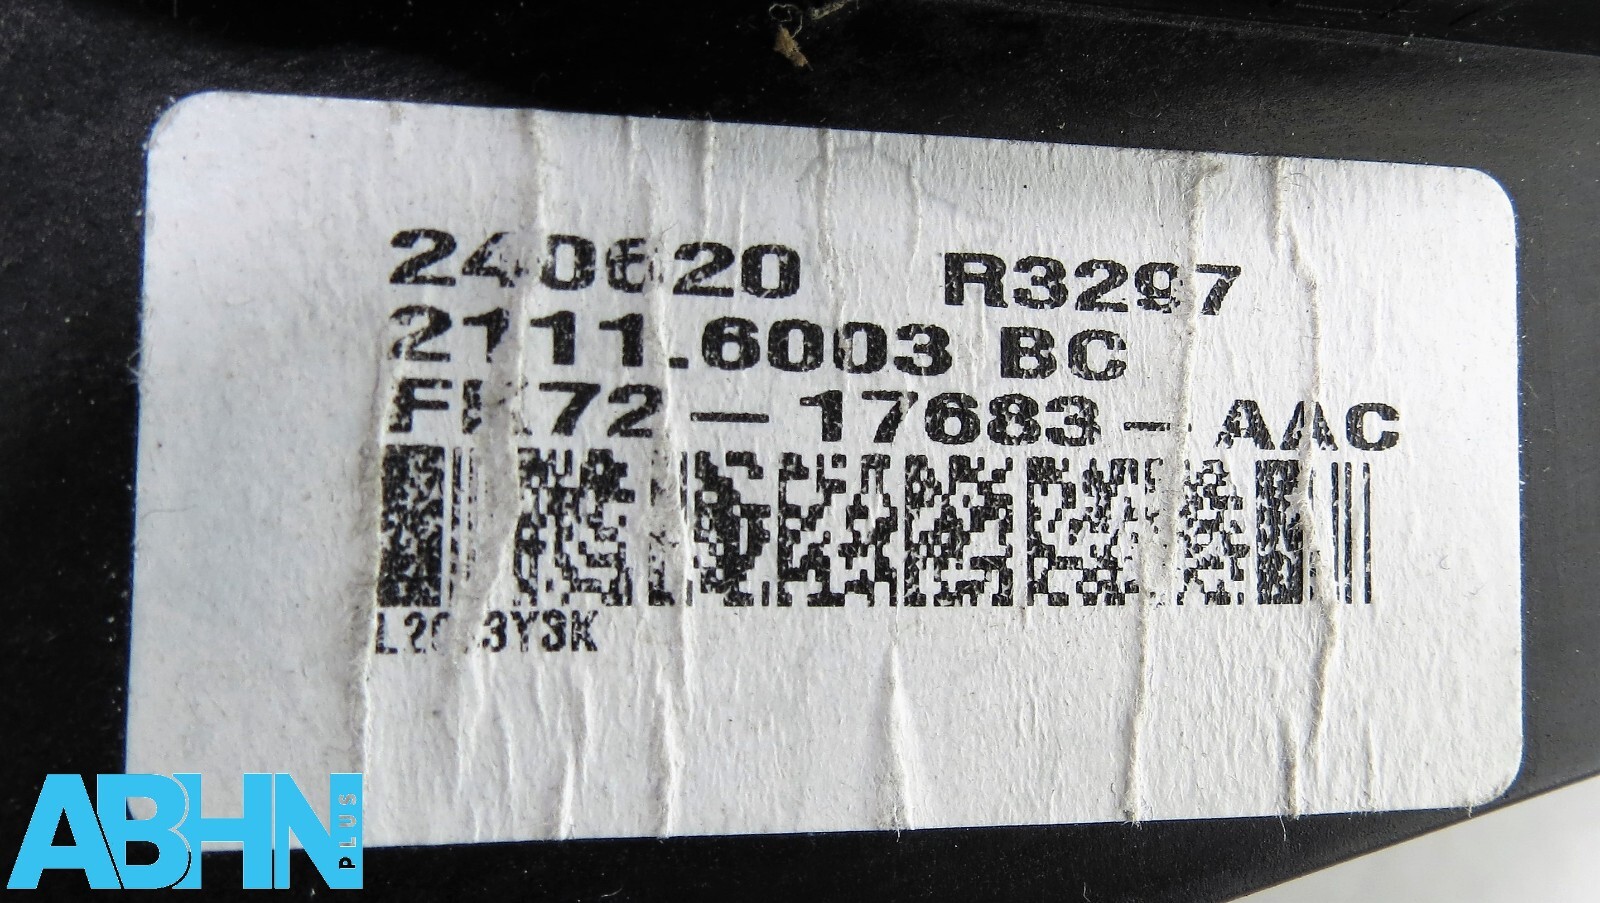 240620 R3297
2111.6003 BC
FK72-17683-AAC
ABHN PLUS